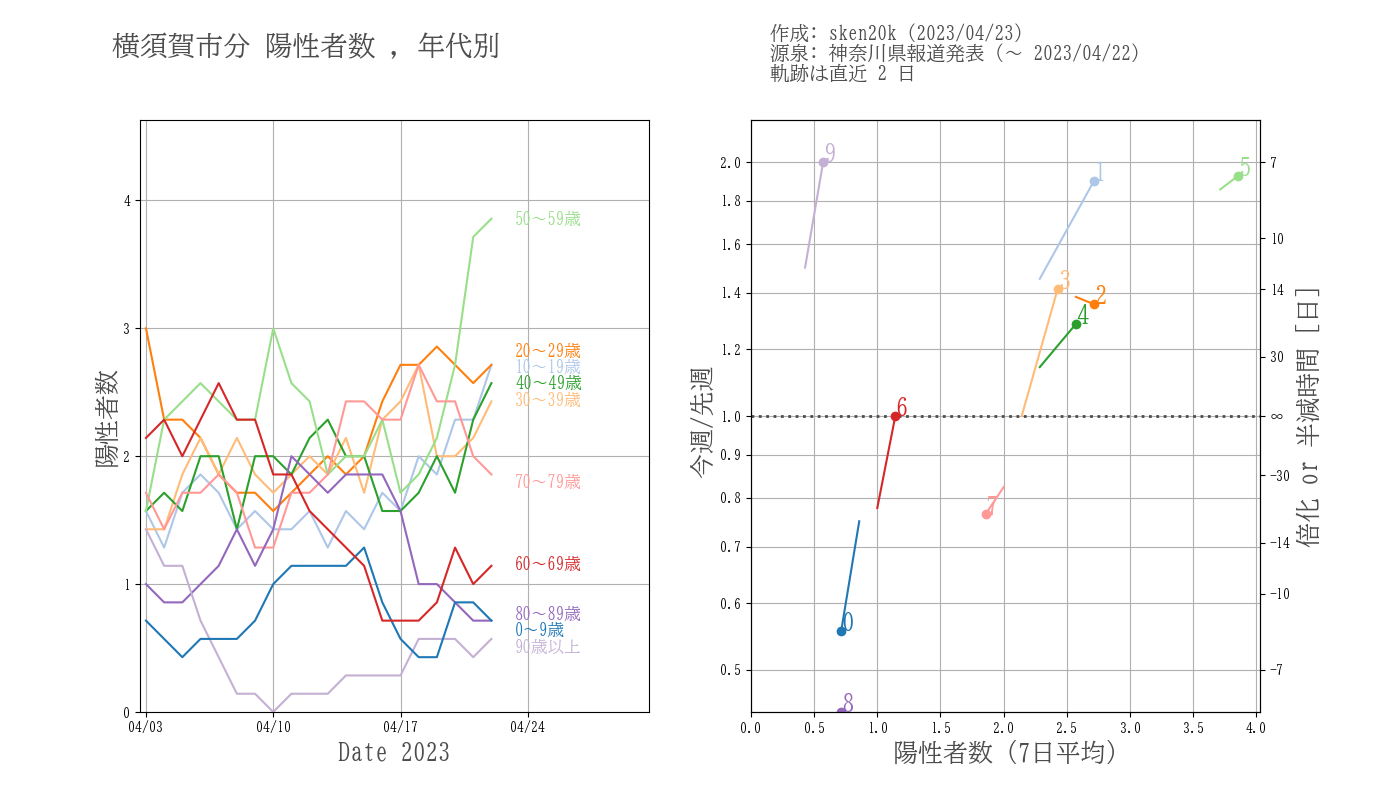 横須賀市分 陽性者数 , 年代別
作成: sken20k (2023/04/23)
源泉: 神奈川県報道発表 (～ 2023/04/22)
軌跡は直近 2 日
陽性者数
4
3
2
1
0
50～59歳
20～29歳
10～19歳
40～49歳
30～39歳
70～79歳
60～69歳
80～89歳
0～9歳
90歳以上
04/03
04/10
04/17
04/24
Date 2023
今週/先週
2.0
1.8
1.6
1.4
1.2
1.0
0.9
0.8
0.7
0.6
0.5
9
1
5
3
2
4
6
7
0
8
7
10
14
30
∞
−30
−14
−10
−7
倍化 or 半減時間 [日]
0.0
0.5
1.0
1.5
2.0
2.5
3.0
3.5
4.0
陽性者数 (7日平均)